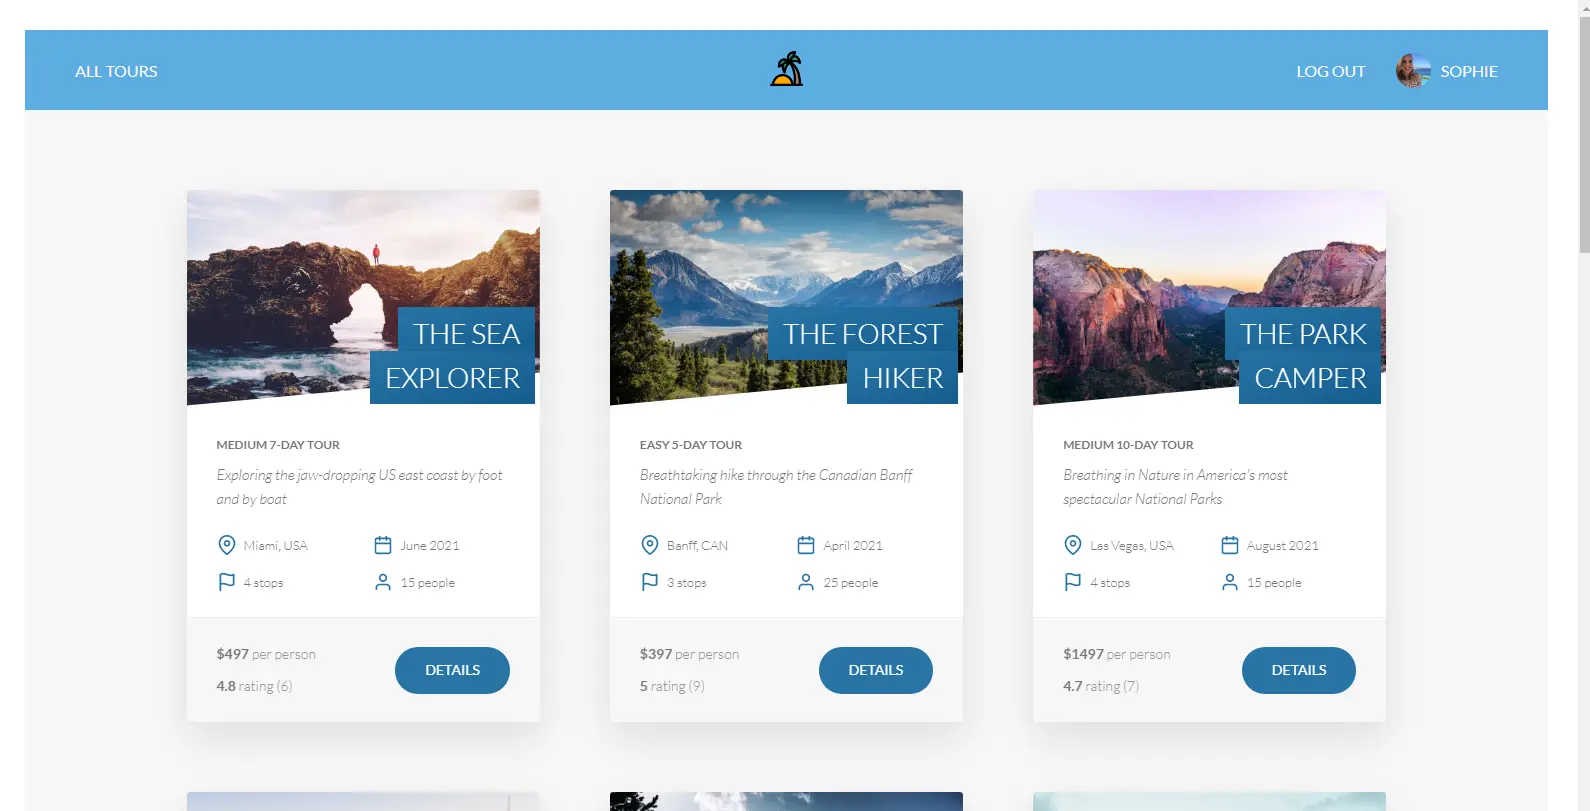 ALL TOURS
LOG OUT
SOPHIE
THE SEA
EXPLORER
MEDIUM 7-DAY TOUR
Exploring the jaw-dropping US east coast by foot
and by boat
Miami, USA
June 2021
4 stops
15 people
$497 per person
4.8 rating (6)
DETAILS
THE FOREST
HIKER
EASY 5-DAY TOUR
Breathtaking hike through the Canadian Banff
National Park
Banff, CAN
April 2021
3 stops
25 people
$397 per person
5 rating (9)
DETAILS
THE PARK
CAMPER
MEDIUM 10-DAY TOUR
Breathing in Nature in America's most
spectacular National Parks
Las Vegas, USA
August 2021
4 stops
15 people
$1497 per person
4.7 rating (7)
DETAILS